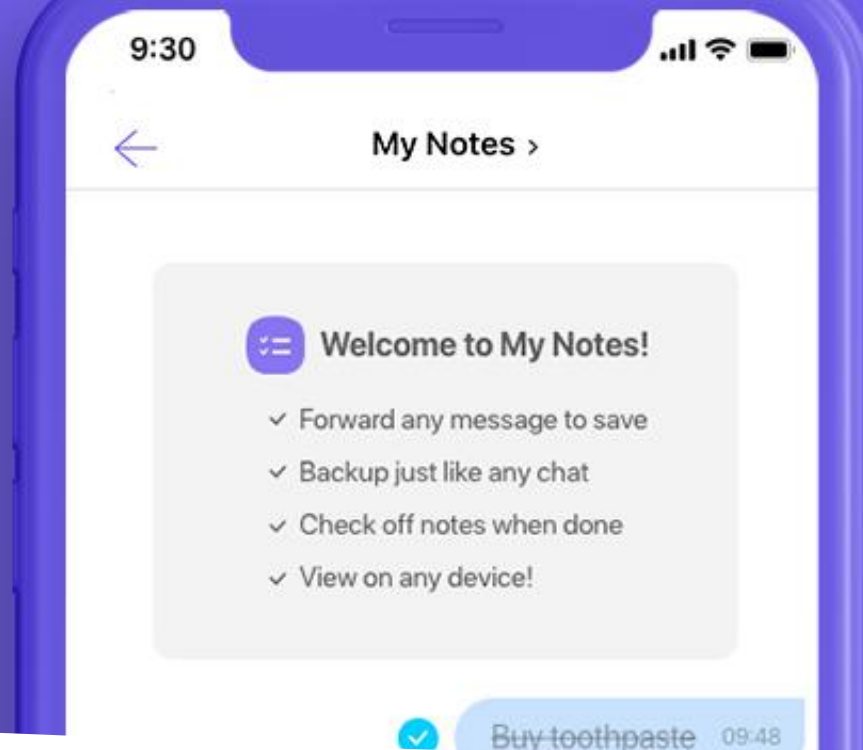 9:30
My Notes >
Welcome to My Notes!
Forward any message to save
Backup just like any chat
Check off notes when done
View on any device!
Buy toothpaste 09:48